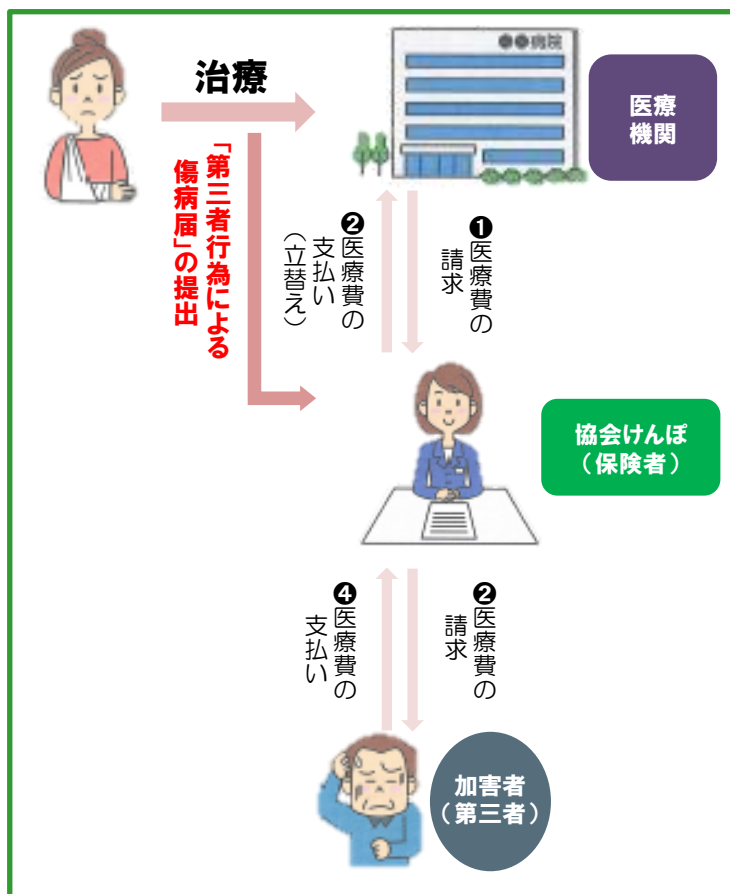 ●●病院
治療
医療
機関
「第三者行為による
傷病届」の提出
❷医療費の
支払い
（立替え）
❶医療費の
請求
協会けんぽ
（保険者）
❹医療費の
支払い
❷医療費の
請求
加害者
（第三者）